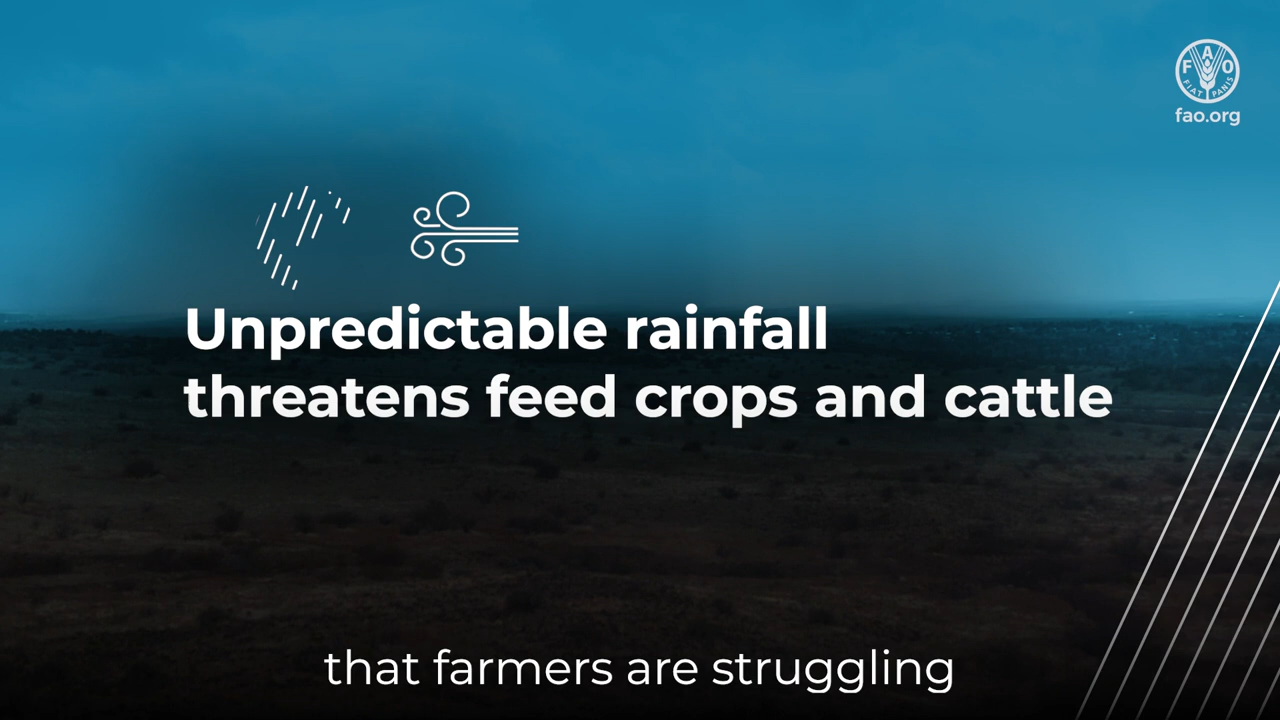 FAO
FIAT PANIS
fao.org
Unpredictable rainfall
threatens feed crops and cattle
that farmers are struggling